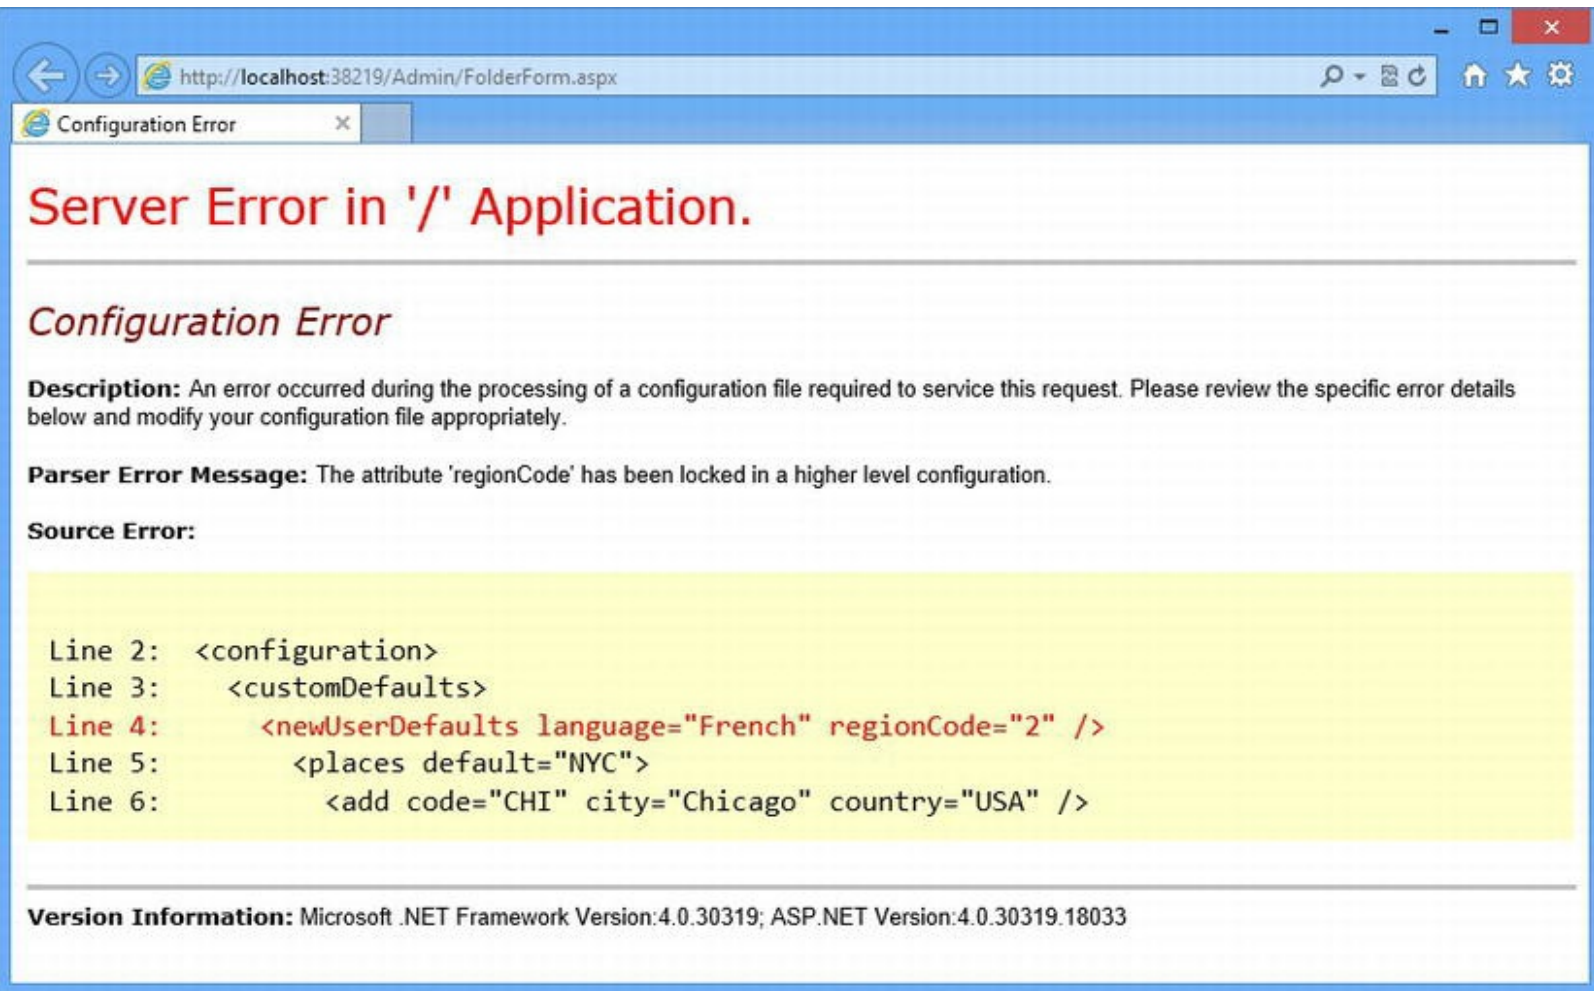 http://localhost:38219/Admin/FolderForm.aspx
Configuration Error
Server Error in '/' Application.
Configuration Error
Description: An error occurred during the processing of a configuration file required to service this request. Please review the specific error details
below and modify your configuration file appropriately.
Parser Error Message: The attribute 'regionCode' has been locked in a higher level configuration.
Source Error:
Line 2:  <configuration>
Line 3:    <customDefaults>
Line 4:      <newUserDefaults language="French" regionCode="2" />
Line 5:        <places default="NYC">
Line 6:          <add code="CHI" city="Chicago" country="USA" />
Version Information: Microsoft .NET Framework Version:4.0.30319; ASP.NET Version:4.0.30319.18033